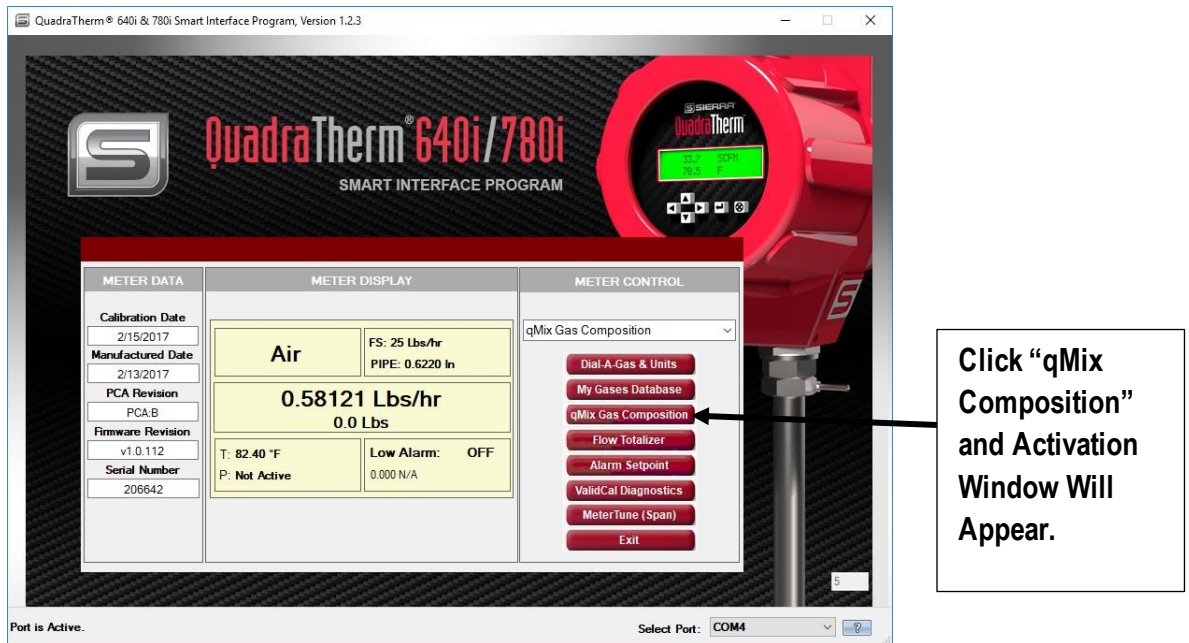 QuadraTherm® 640i & 780i Smart Interface Program, Version 1.2.3
QuadraTherm® 640i/780i
SMART INTERFACE PROGRAM
SIERRA
QuadraTherm
33.7 SCFM
70.5 F
METER DATA
Calibration Date
2/15/2017
Manufactured Date
2/13/2017
PCA Revision
PCA:B
Firmware Revision
v1.0.112
Serial Number
206642
METER DISPLAY
Air
FS: 25 Lbs/hr
PIPE: 0.6220 In
0.58121 Lbs/hr
0.0 Lbs
T: 82.40 °F
P: Not Active
Low Alarm: OFF
0.000 N/A
METER CONTROL
qMix Gas Composition
Dial-A-Gas & Units
My Gases Database
qMix Gas Composition
Flow Totalizer
Alarm Setpoint
ValidCal Diagnostics
MeterTune (Span)
Exit
5
Port is Active.
Select Port: COM4
?
Click “qMix
Composition”
and Activation
Window Will
Appear.